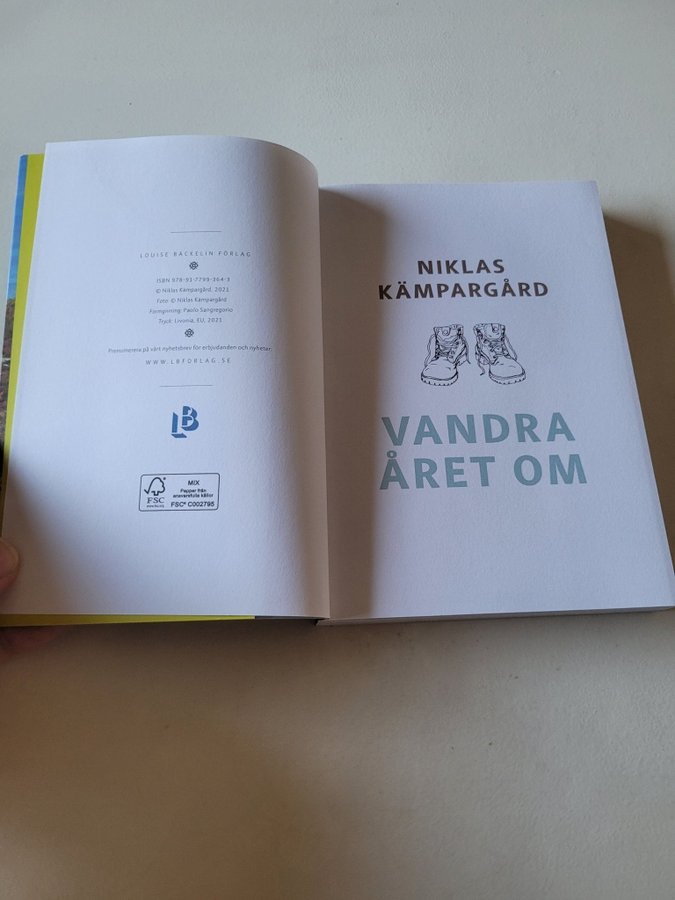 LOUISE BÄCKELIN FÖRLAG
ISBN 978-91-7799-364-3
© Niklas Kämpargård, 2021
Foto: © Niklas Kämpargård
Formgivning: Paolo Sangregorio
Tryck: Livonia, EU, 2021
Prenumerera på vårt nyhetsbrev för erbjudanden och nyheter.
WWW.LBFORLAG.SE
LB
FSC
MIX
Papper från
ansvarsfulla källor
FSC® C002795
NIKLAS
KÄMPARGÅRD
VANDRA
ÅRET OM